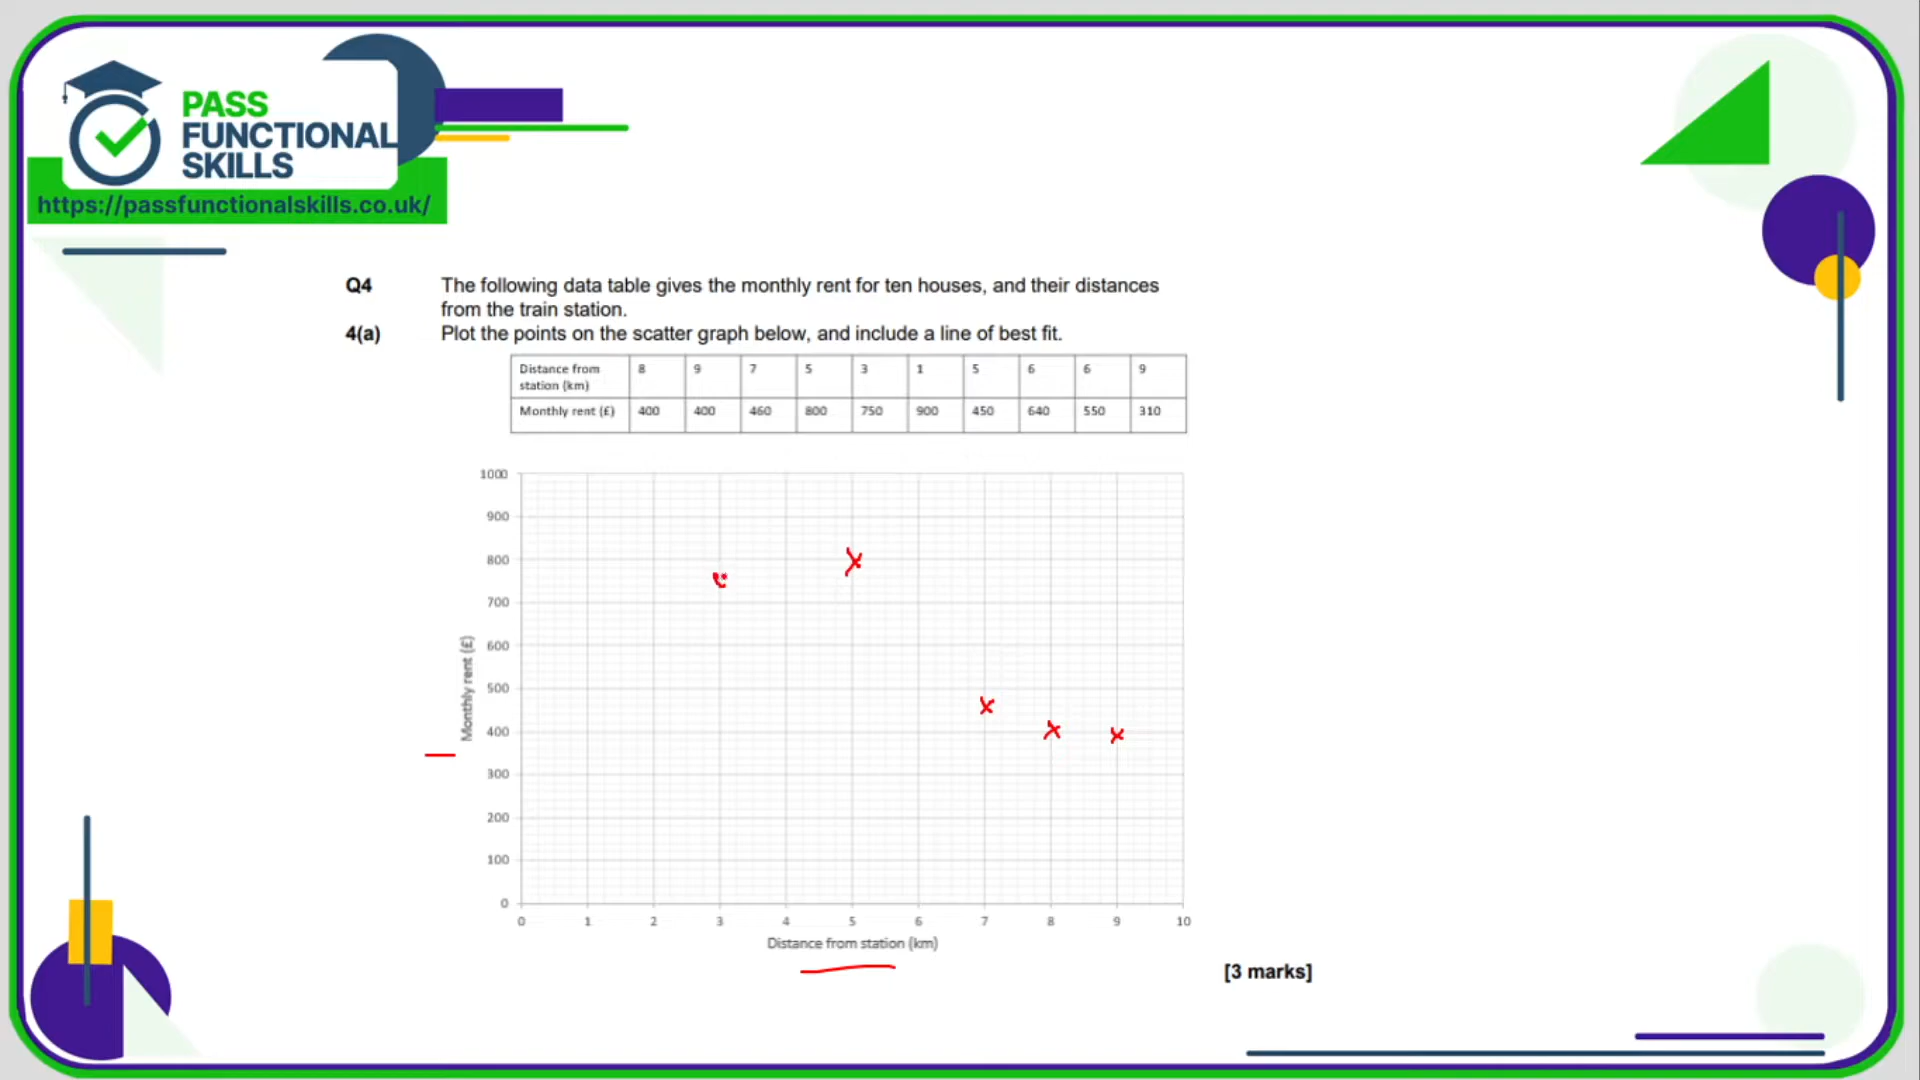 PASS
FUNCTIONAL
SKILLS
https://passfunctionalskills.co.uk/
Q4 The following data table gives the monthly rent for ten houses, and their distances
from the train station.
4(a) Plot the points on the scatter graph below, and include a line of best fit.
Distance from station (km) 8 9 7 5 3 1 5 6 6 9
Monthly rent (£) 400 400 460 800 750 900 450 640 550 310
1000
900
800
700
600
500
400
300
200
100
0
Monthly rent (£)
0 1 2 3 4 5 6 7 8 9 10
Distance from station (km)
[3 marks]